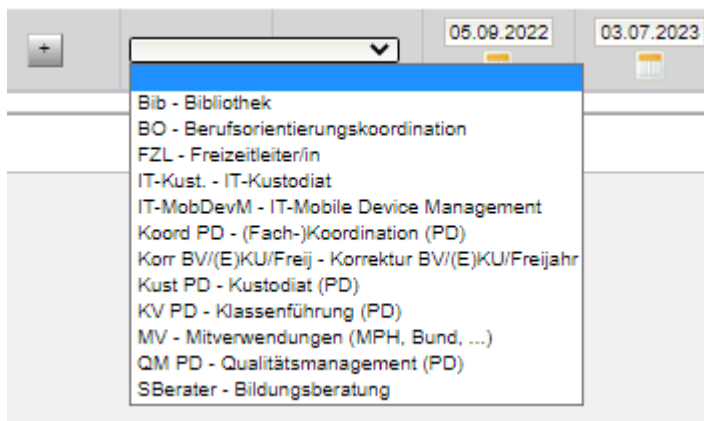 +
05.09.2022
03.07.2023
Bib - Bibliothek
BO - Berufsorientierungskoordination
FZL - Freizeitleiter/in
IT-Kust. - IT-Kustodiat
IT-MobDevM - IT-Mobile Device Management
Koord PD - (Fach-)Koordination (PD)
Korr BV/(E)KU/Freij - Korrektur BV/(E)KU/Freijahr
Kust PD - Kustodiat (PD)
KV PD - Klassenführung (PD)
MV - Mitverwendungen (MPH, Bund, ...)
QM PD - Qualitätsmanagement (PD)
SBerater - Bildungsberatung